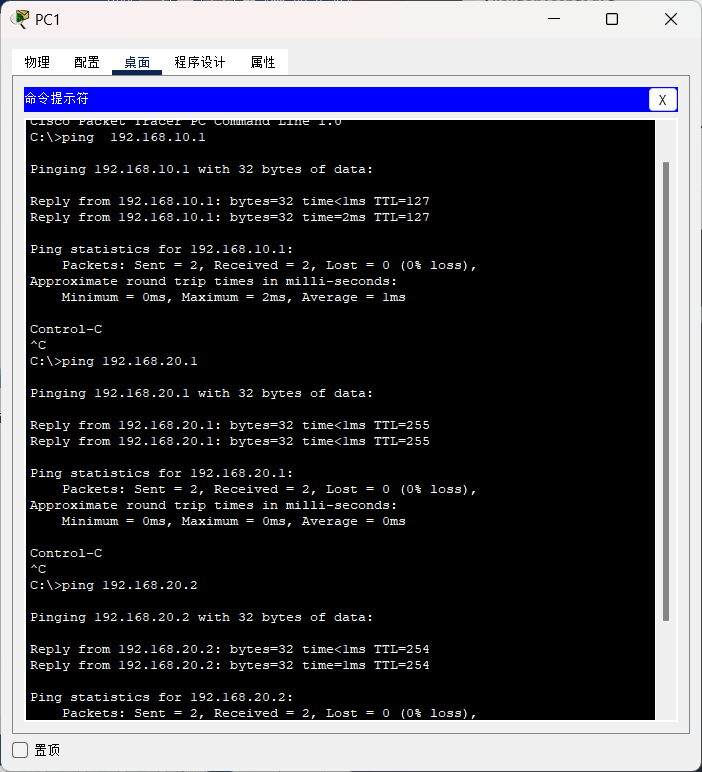 PC1
物理 配置 桌面 程序设计 属性
命令提示符 X
Cisco Packet Tracer PC Command Line 1.0
C:\>ping  192.168.10.1
Pinging 192.168.10.1 with 32 bytes of data:
Reply from 192.168.10.1: bytes=32 time<1ms TTL=127
Reply from 192.168.10.1: bytes=32 time=2ms TTL=127
Ping statistics for 192.168.10.1:
    Packets: Sent = 2, Received = 2, Lost = 0 (0% loss),
Approximate round trip times in milli-seconds:
    Minimum = 0ms, Maximum = 2ms, Average = 1ms
Control-C
^C
C:\>ping 192.168.20.1
Pinging 192.168.20.1 with 32 bytes of data:
Reply from 192.168.20.1: bytes=32 time<1ms TTL=255
Reply from 192.168.20.1: bytes=32 time<1ms TTL=255
Ping statistics for 192.168.20.1:
    Packets: Sent = 2, Received = 2, Lost = 0 (0% loss),
Approximate round trip times in milli-seconds:
    Minimum = 0ms, Maximum = 0ms, Average = 0ms
Control-C
^C
C:\>ping 192.168.20.2
Pinging 192.168.20.2 with 32 bytes of data:
Reply from 192.168.20.2: bytes=32 time<1ms TTL=254
Reply from 192.168.20.2: bytes=32 time=1ms TTL=254
Ping statistics for 192.168.20.2:
    Packets: Sent = 2, Received = 2, Lost = 0 (0% loss),
置顶